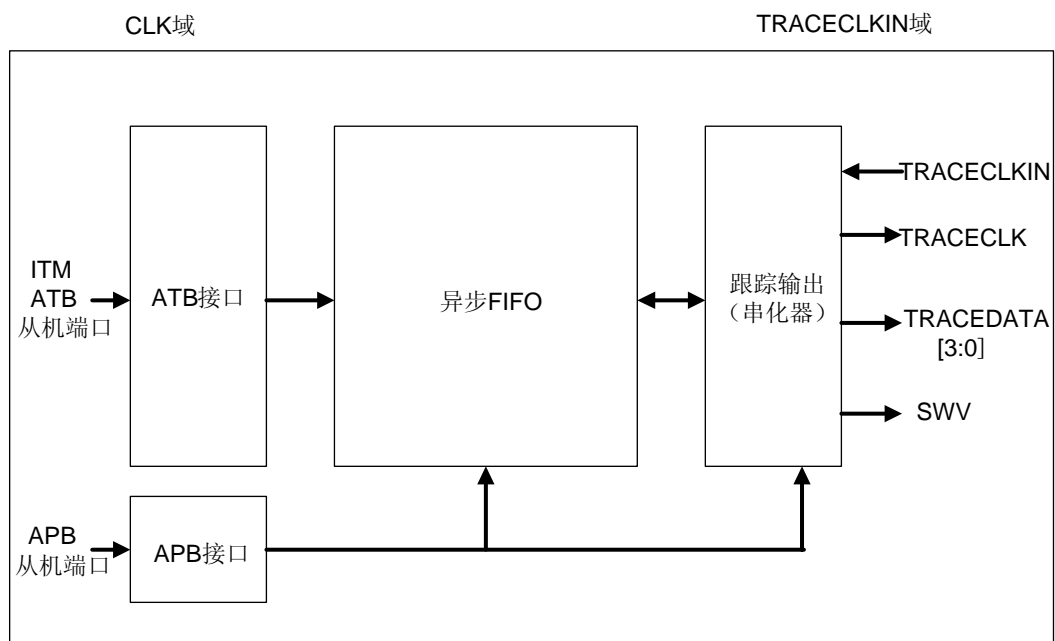 CLK域
TRACECLKIN域
ITM
ATB
从机端口
ATB接口
异步FIFO
跟踪输出
（串化器）
TRACECLKIN
TRACECLK
TRACEDATA
[3:0]
SWV
APB
从机端口
APB接口